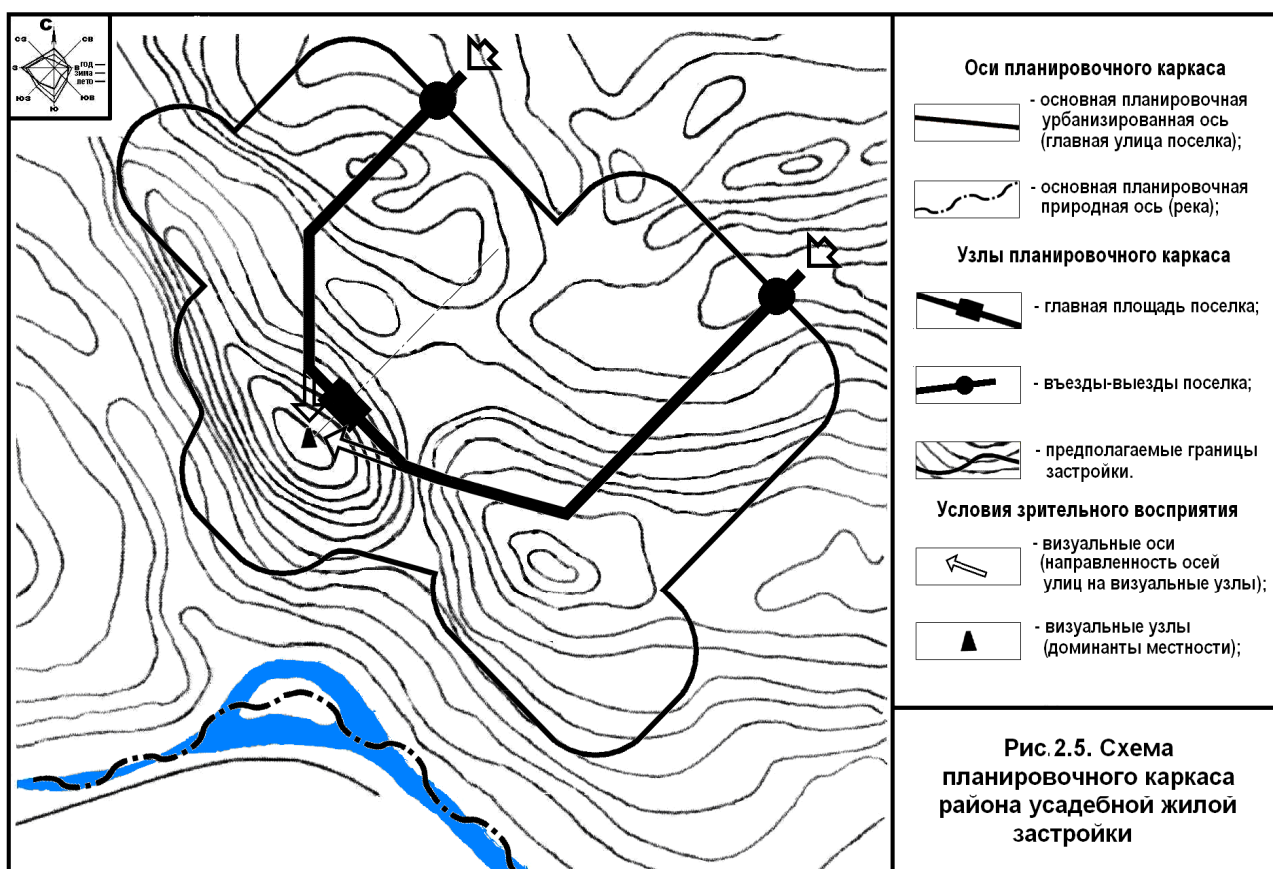 С
СЗ
СВ
З
В
год
зима
лето
ЮЗ
ЮВ
Ю
Оси планировочного каркаса
- основная планировочная
урбанизированная ось
(главная улица поселка);
- основная планировочная
природная ось (река);
Узлы планировочного каркаса
- главная площадь поселка;
- въезды-выезды поселка;
- предполагаемые границы
застройки.
Условия зрительного восприятия
- визуальные оси
(направленность осей
улиц на визуальные узлы);
- визуальные узлы
(доминанты местности);
Рис.2.5. Схема
планировочного каркаса
района усадебной жилой
застройки